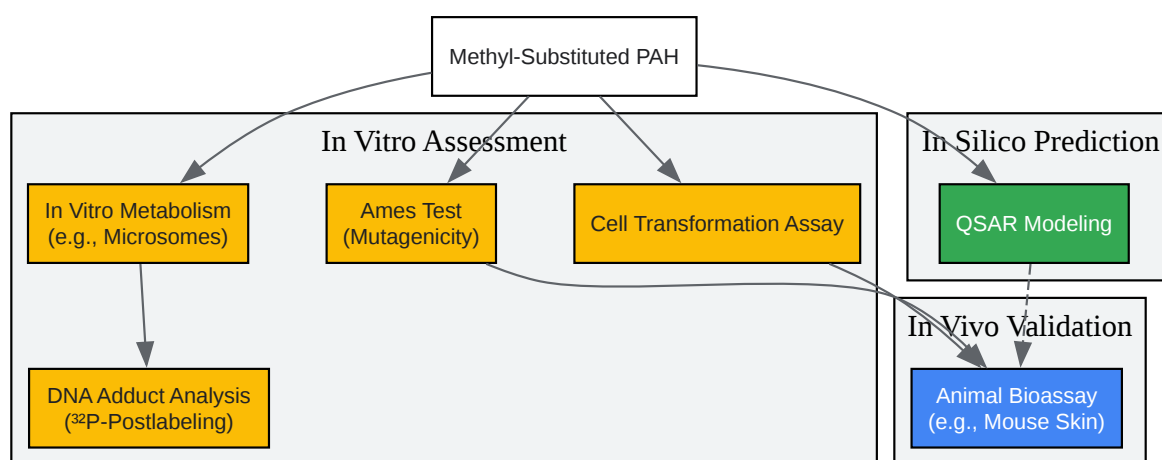 Methyl-Substituted PAH
In Vitro Assessment
In Silico Prediction
In Vitro Metabolism
(e.g., Microsomes)
Ames Test
(Mutagenicity)
Cell Transformation Assay
QSAR Modeling
In Vivo Validation
DNA Adduct Analysis
(³²P-Postlabeling)
Animal Bioassay
(e.g., Mouse Skin)